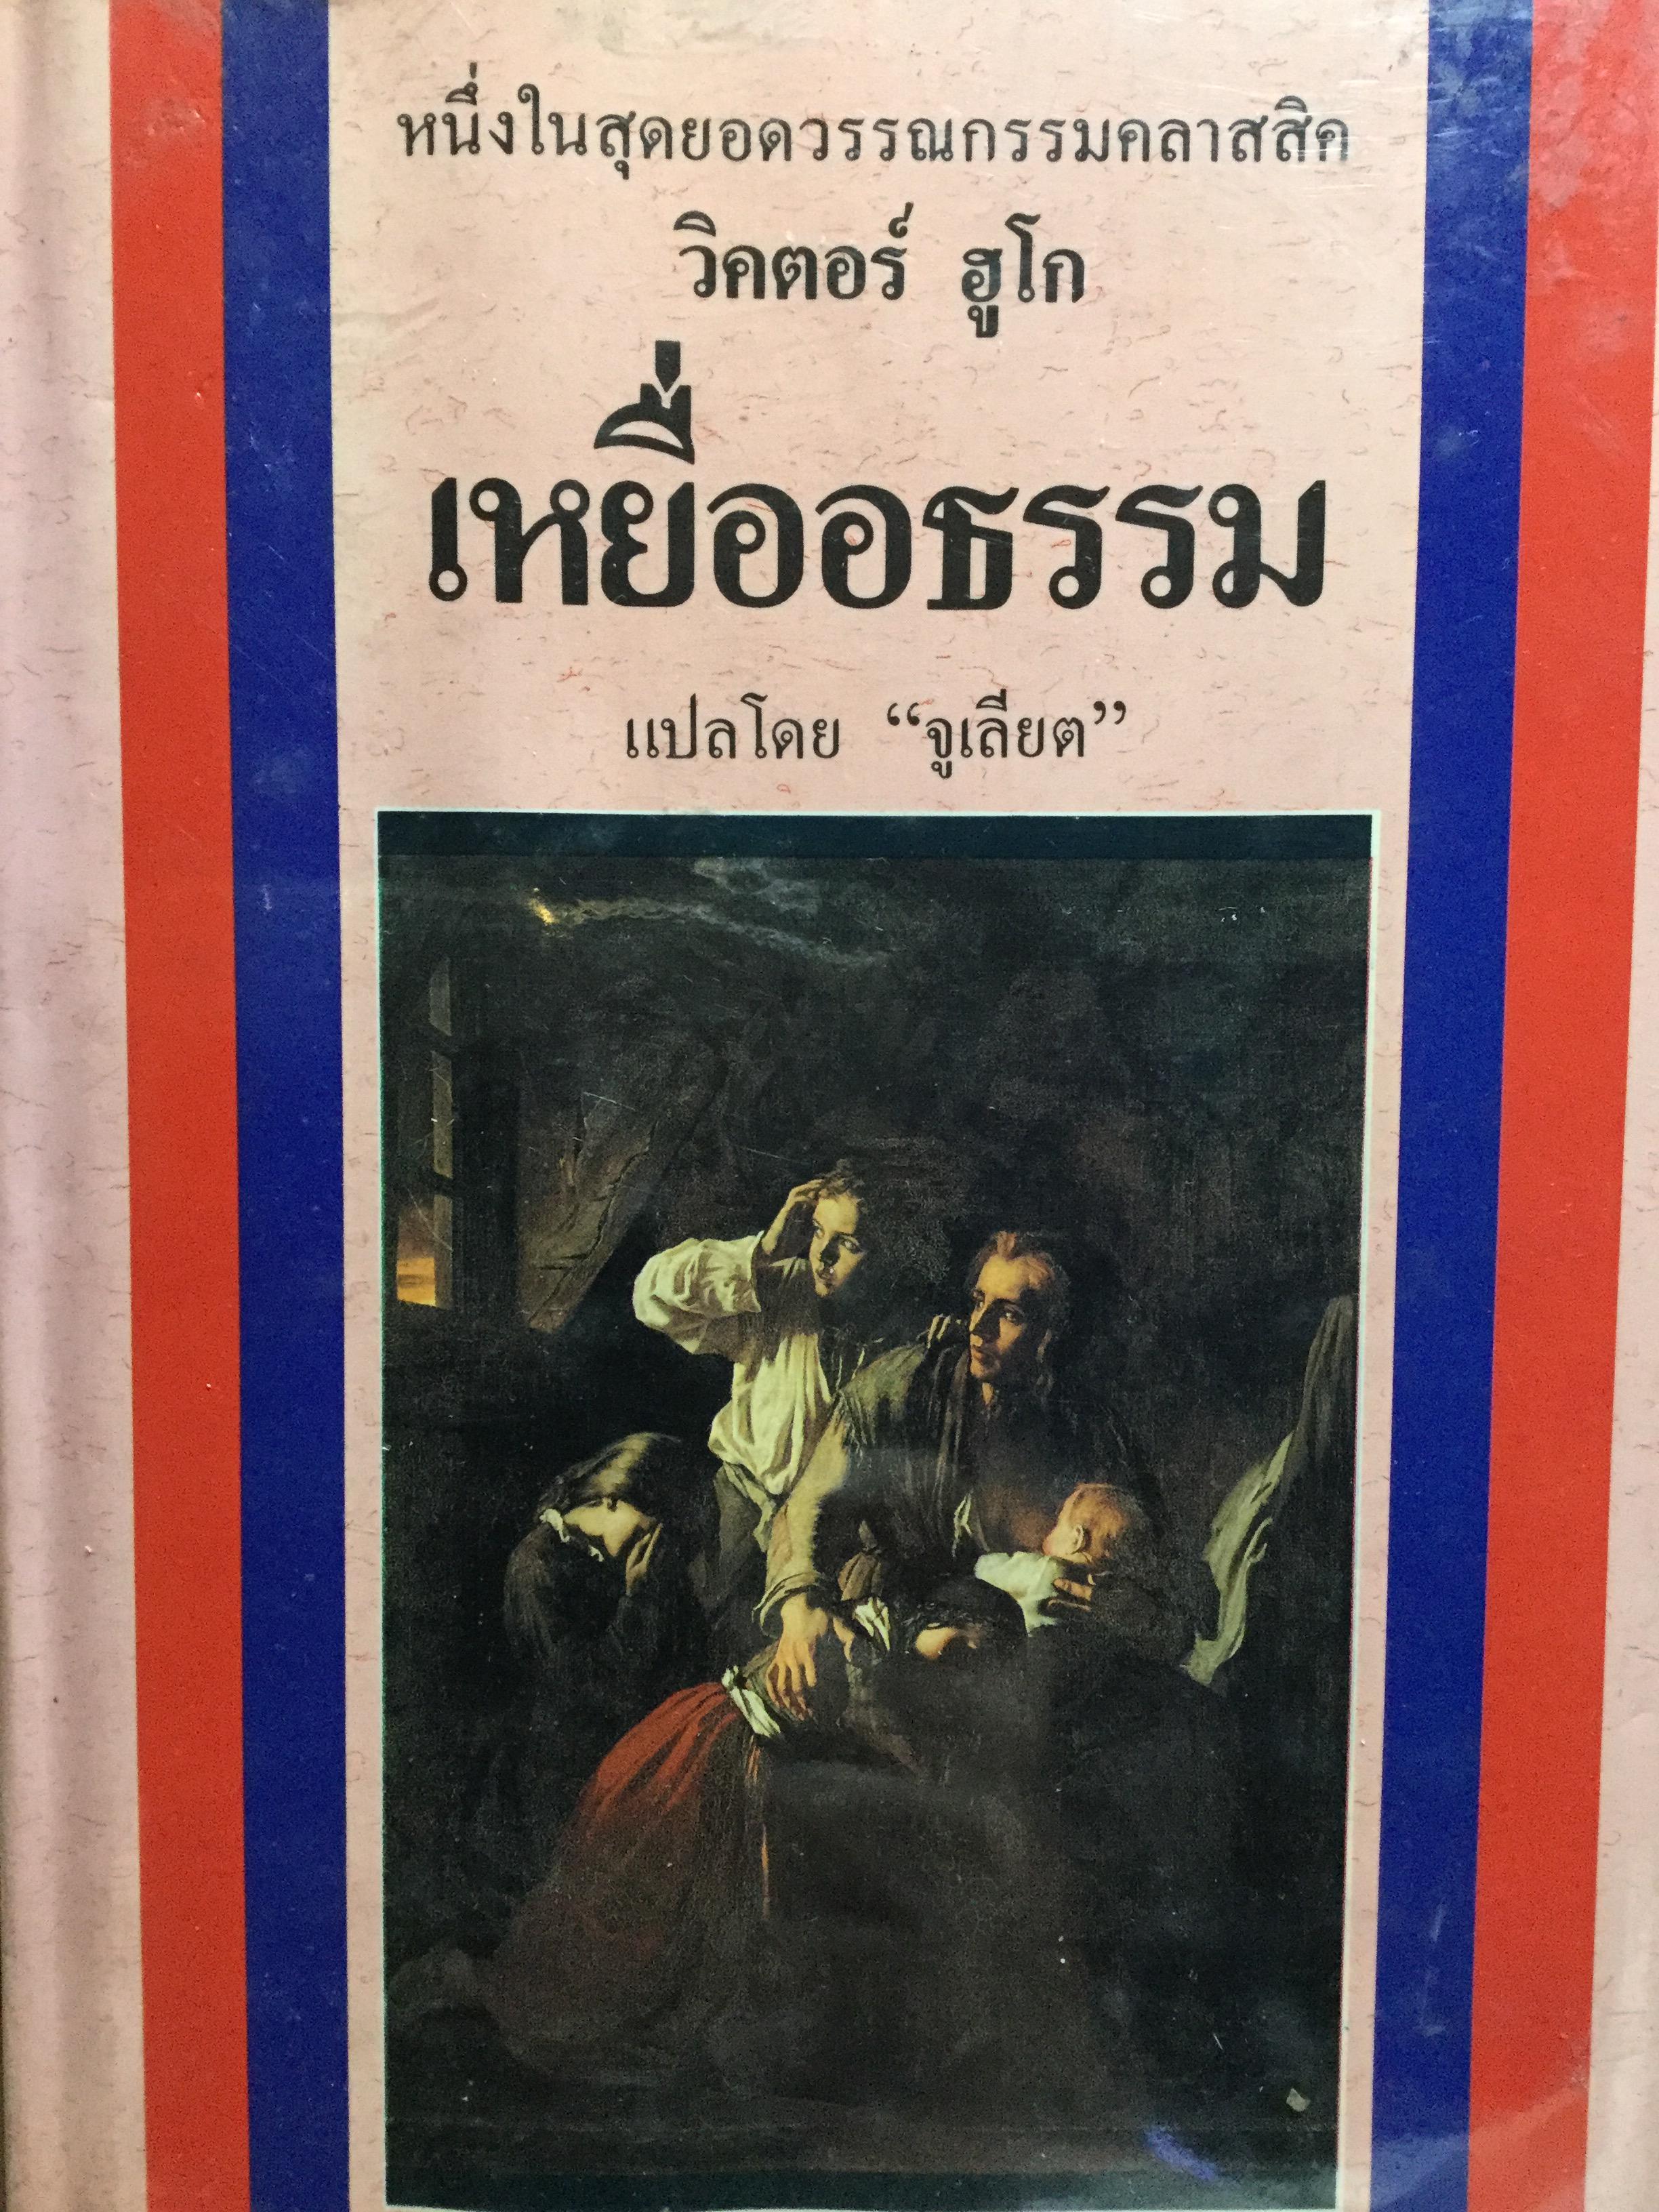 หนึ่งในสุดยอดวรรณกรรมคลาสสิค
วิคตอร์ ฮูโก
เหยื่ออธรรม
แปลโดย “จูเลียต”